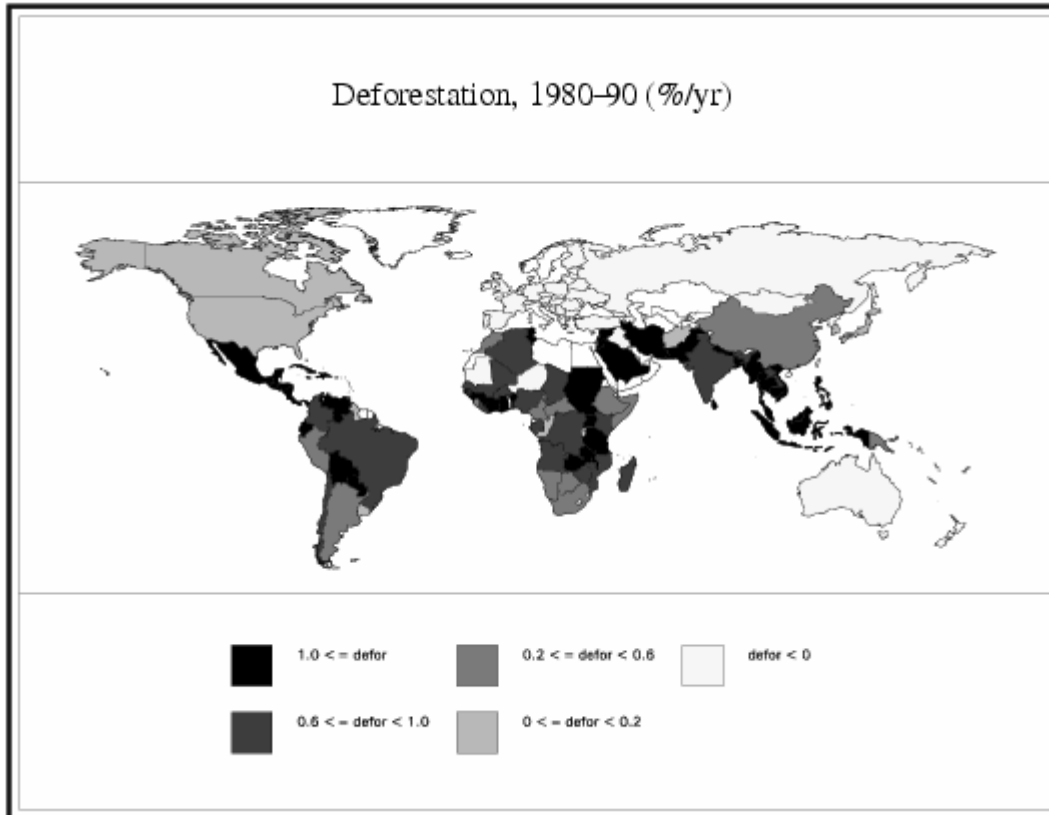 Deforestation, 1980–90 (%/yr)
1.0 < = defor
0.2 < = defor < 0.6
defor < 0
0.6 < = defor < 1.0
0 < = defor < 0.2